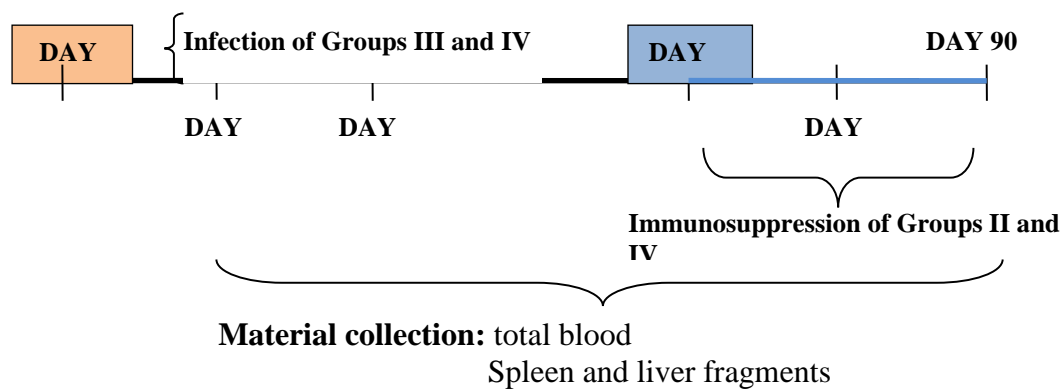 DAY
Infection of Groups III and IV
DAY
DAY 90
DAY
DAY
DAY
Immunosuppression of Groups II and
IV
Material collection: total blood
Spleen and liver fragments